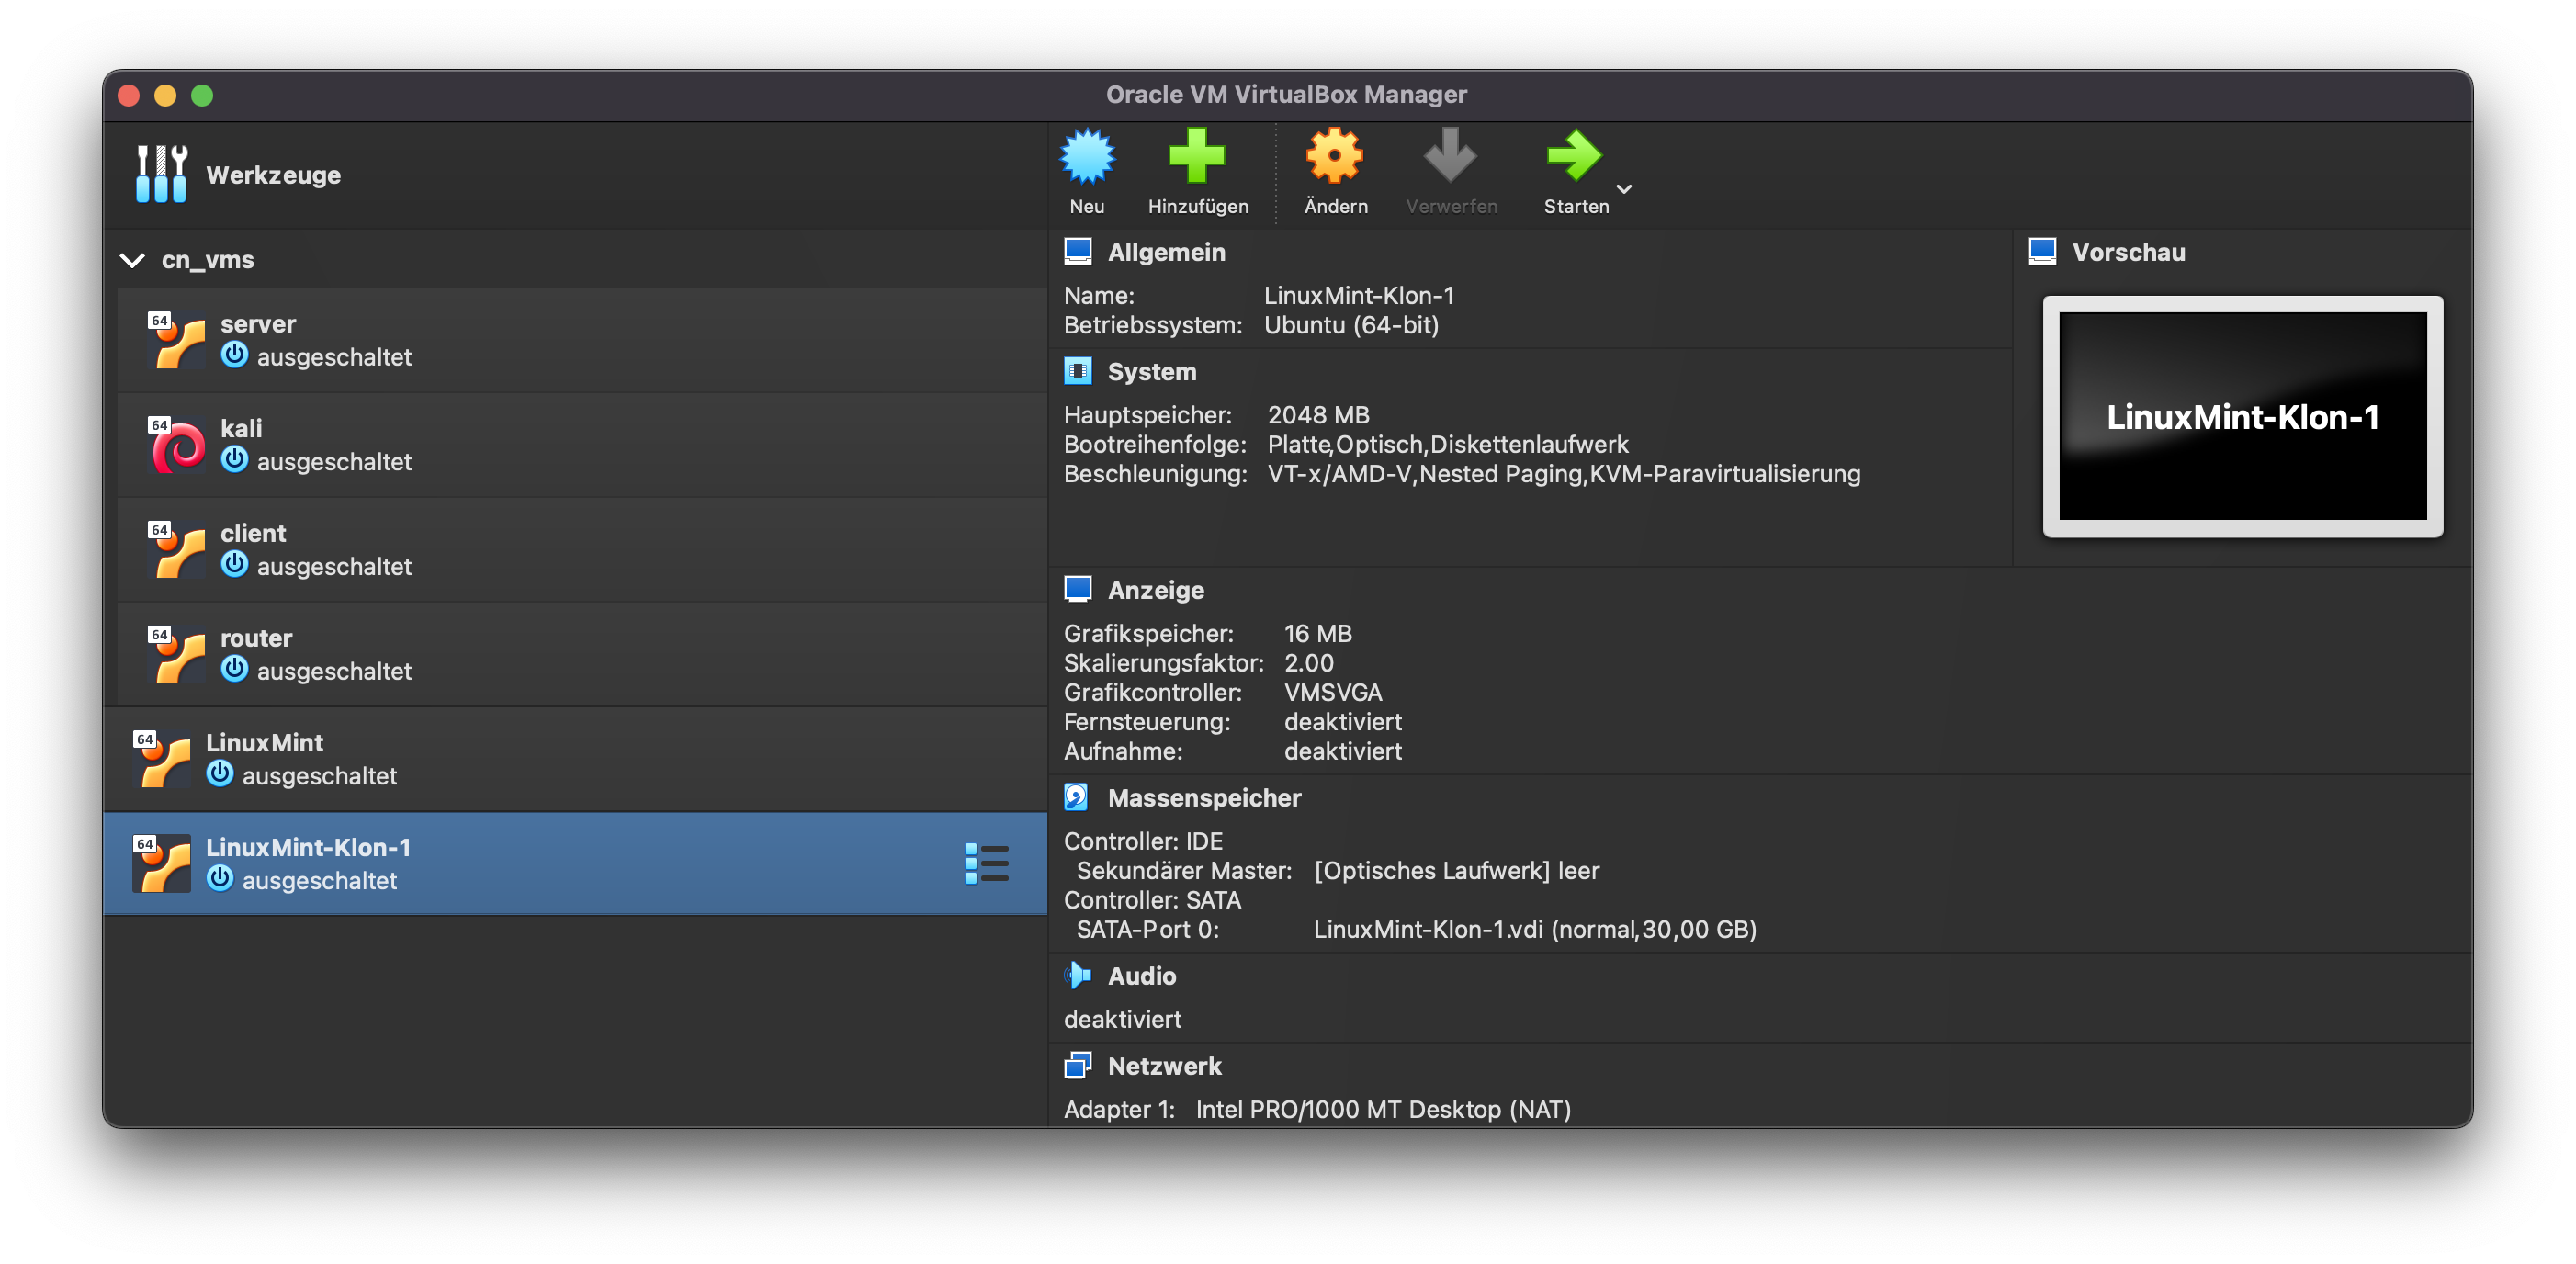 Oracle VM VirtualBox Manager
Werkzeuge
Neu
Hinzufügen
Ändern
Verwerfen
Starten
cn_vms
64
server
ausgeschaltet
64
kali
ausgeschaltet
64
client
ausgeschaltet
64
router
ausgeschaltet
64
LinuxMint
ausgeschaltet
64
LinuxMint-Klon-1
ausgeschaltet
Allgemein
Name: LinuxMint-Klon-1
Betriebssystem: Ubuntu (64-bit)
System
Hauptspeicher: 2048 MB
Bootreihenfolge: Platte,Optisch,Diskettenlaufwerk
Beschleunigung: VT-x/AMD-V,Nested Paging,KVM-Paravirtualisierung
Vorschau
LinuxMint-Klon-1
Anzeige
Grafikspeicher: 16 MB
Skalierungsfaktor: 2.00
Grafikcontroller: VMSVGA
Fernsteuerung: deaktiviert
Aufnahme: deaktiviert
Massenspeicher
Controller: IDE
Sekundärer Master: [Optisches Laufwerk] leer
Controller: SATA
SATA-Port 0: LinuxMint-Klon-1.vdi (normal,30,00 GB)
Audio
deaktiviert
Netzwerk
Adapter 1: Intel PRO/1000 MT Desktop (NAT)